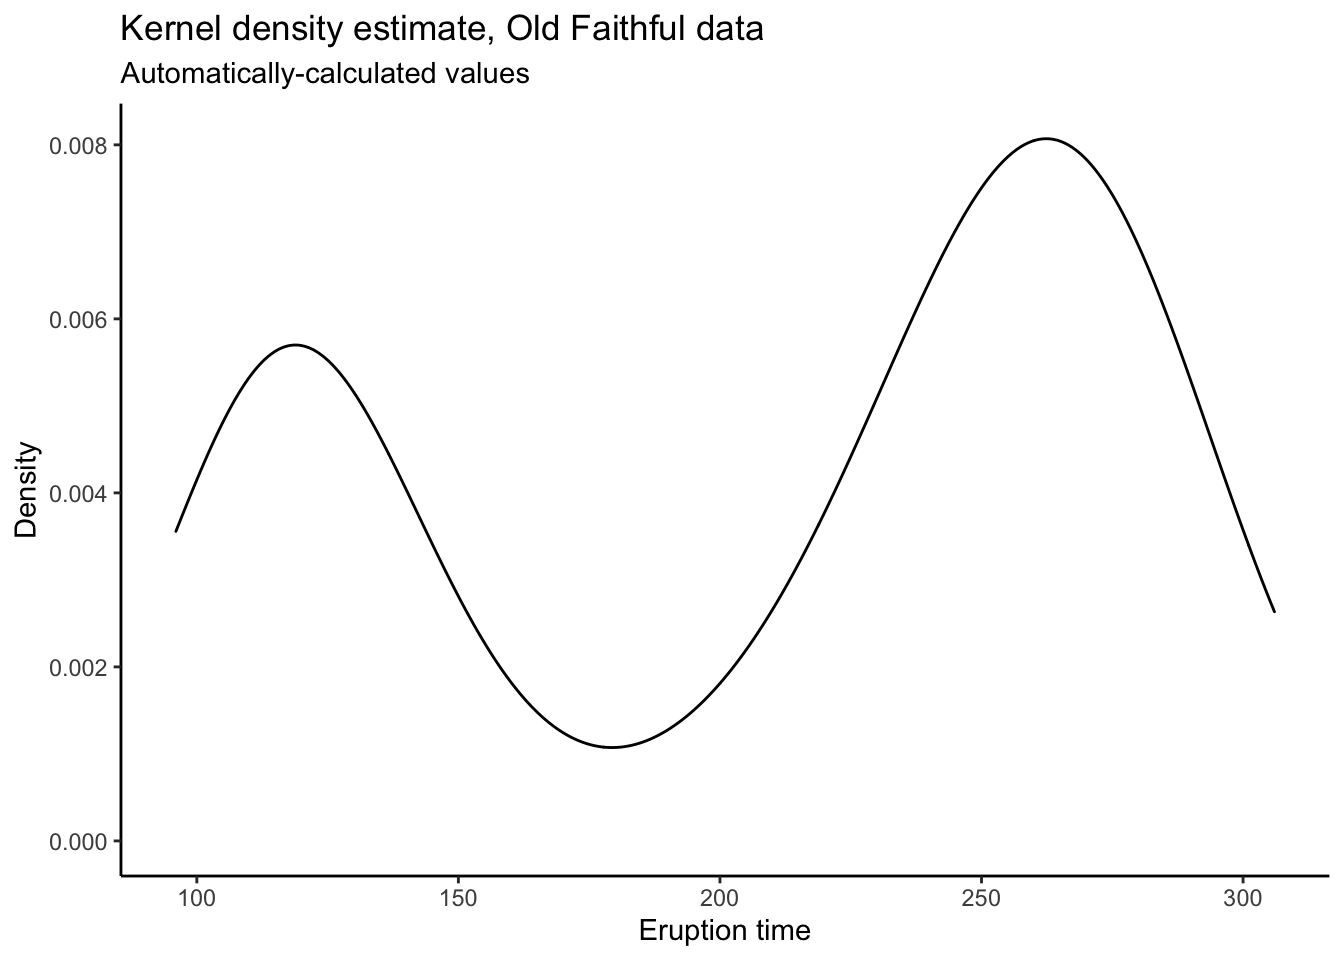 Kernel density estimate, Old Faithful data
Automatically-calculated values
0.008
0.006
0.004
0.002
0.000
Density
100 150 200 250 300
Eruption time